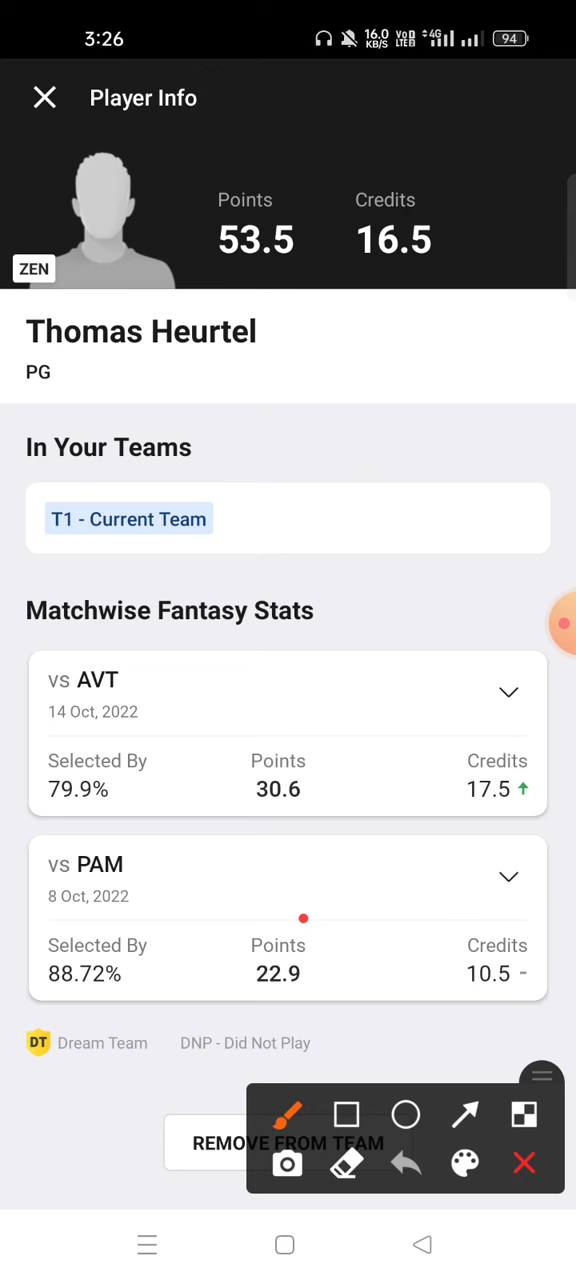 3:26 16.0 KB/S VoD LTE 4G 94
Player Info
Points Credits
53.5 16.5
ZEN
Thomas Heurtel
PG
In Your Teams
T1 - Current Team
Matchwise Fantasy Stats
vs AVT
14 Oct, 2022
Selected By Points Credits
79.9% 30.6 17.5
vs PAM
8 Oct, 2022
Selected By Points Credits
88.72% 22.9 10.5 -
DT Dream Team DNP - Did Not Play
REMOVE FROM TEAM